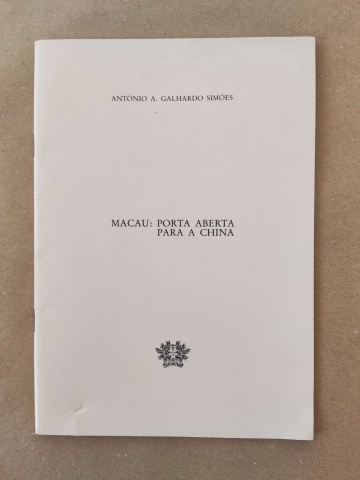 ANTÓNIO A. GALHARDO SIMÕES
MACAU: PORTA ABERTA
PARA A CHINA